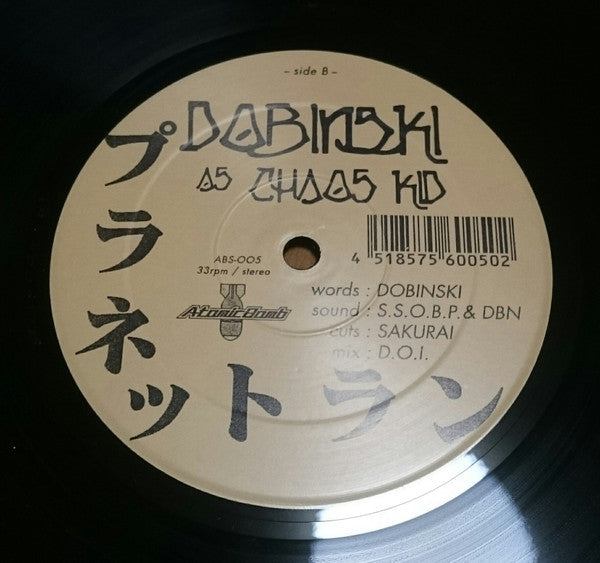 - side B -
DOBINSKI
AS CHAOS KID
プラネットラン
ABS-005
33rpm / stereo
4 518575 600502
AtomicBomb
words : DOBINSKI
sound : S.S.O.B.P. & DBN
cuts : SAKURAI
mix : D.O.I.